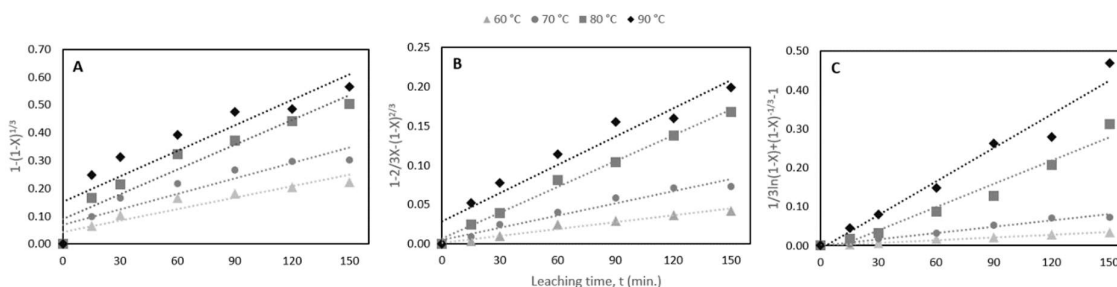 60 °C 70 °C 80 °C 90 °C
A
1-(1-X)^1/3
0.70
0.60
0.50
0.40
0.30
0.20
0.10
0.00
0 30 60 90 120 150
B
1-2/3X-(1-X)^2/3
0.25
0.20
0.15
0.10
0.05
0.00
0 30 60 90 120 150
Leaching time, t (min.)
C
1/3ln(1-X)+(1-X)^-1/3-1
0.50
0.40
0.30
0.20
0.10
0.00
0 30 60 90 120 150